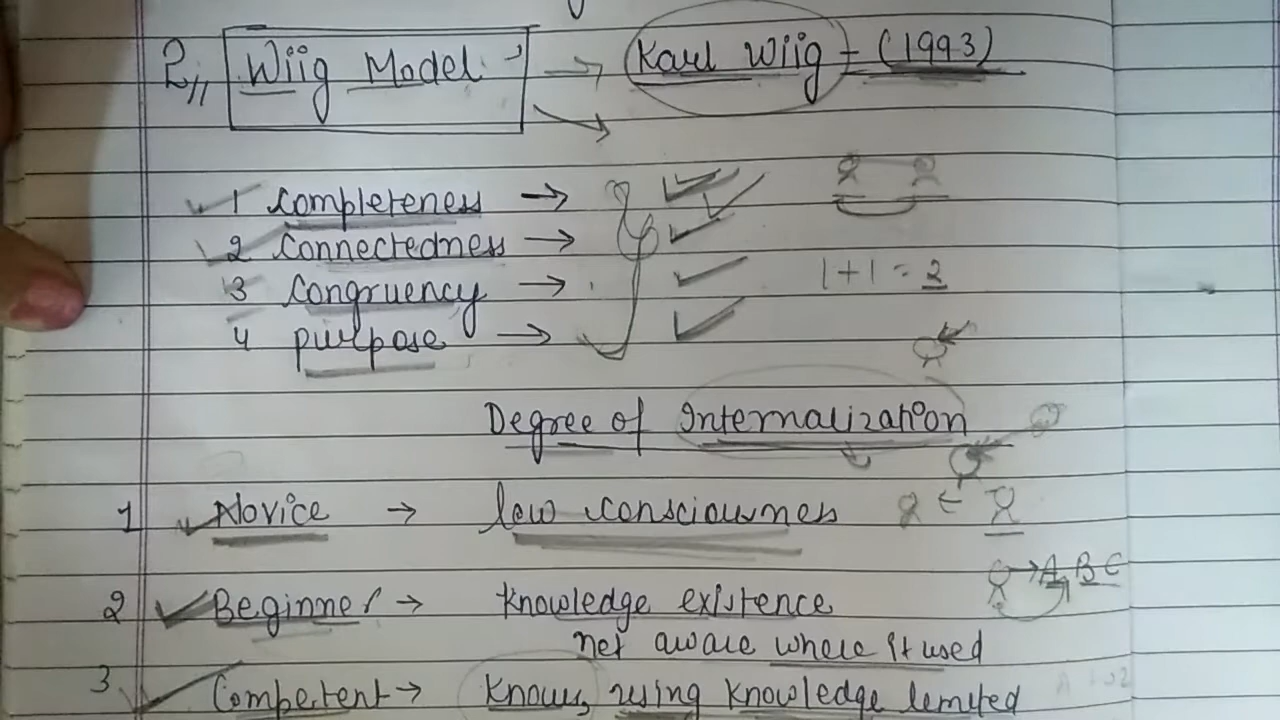 2,, Wiig Model → Karl Wiig - (1993)
1 Completeness →
2 Connectedness →
3 Congruency → 1+1 = 2
4 purpose →
Degree of Internalization
1 Novice → low consciousness
2 Beginner → Knowledge existence → A B C
not aware where it used
3 Competent → Knows, using knowledge limited